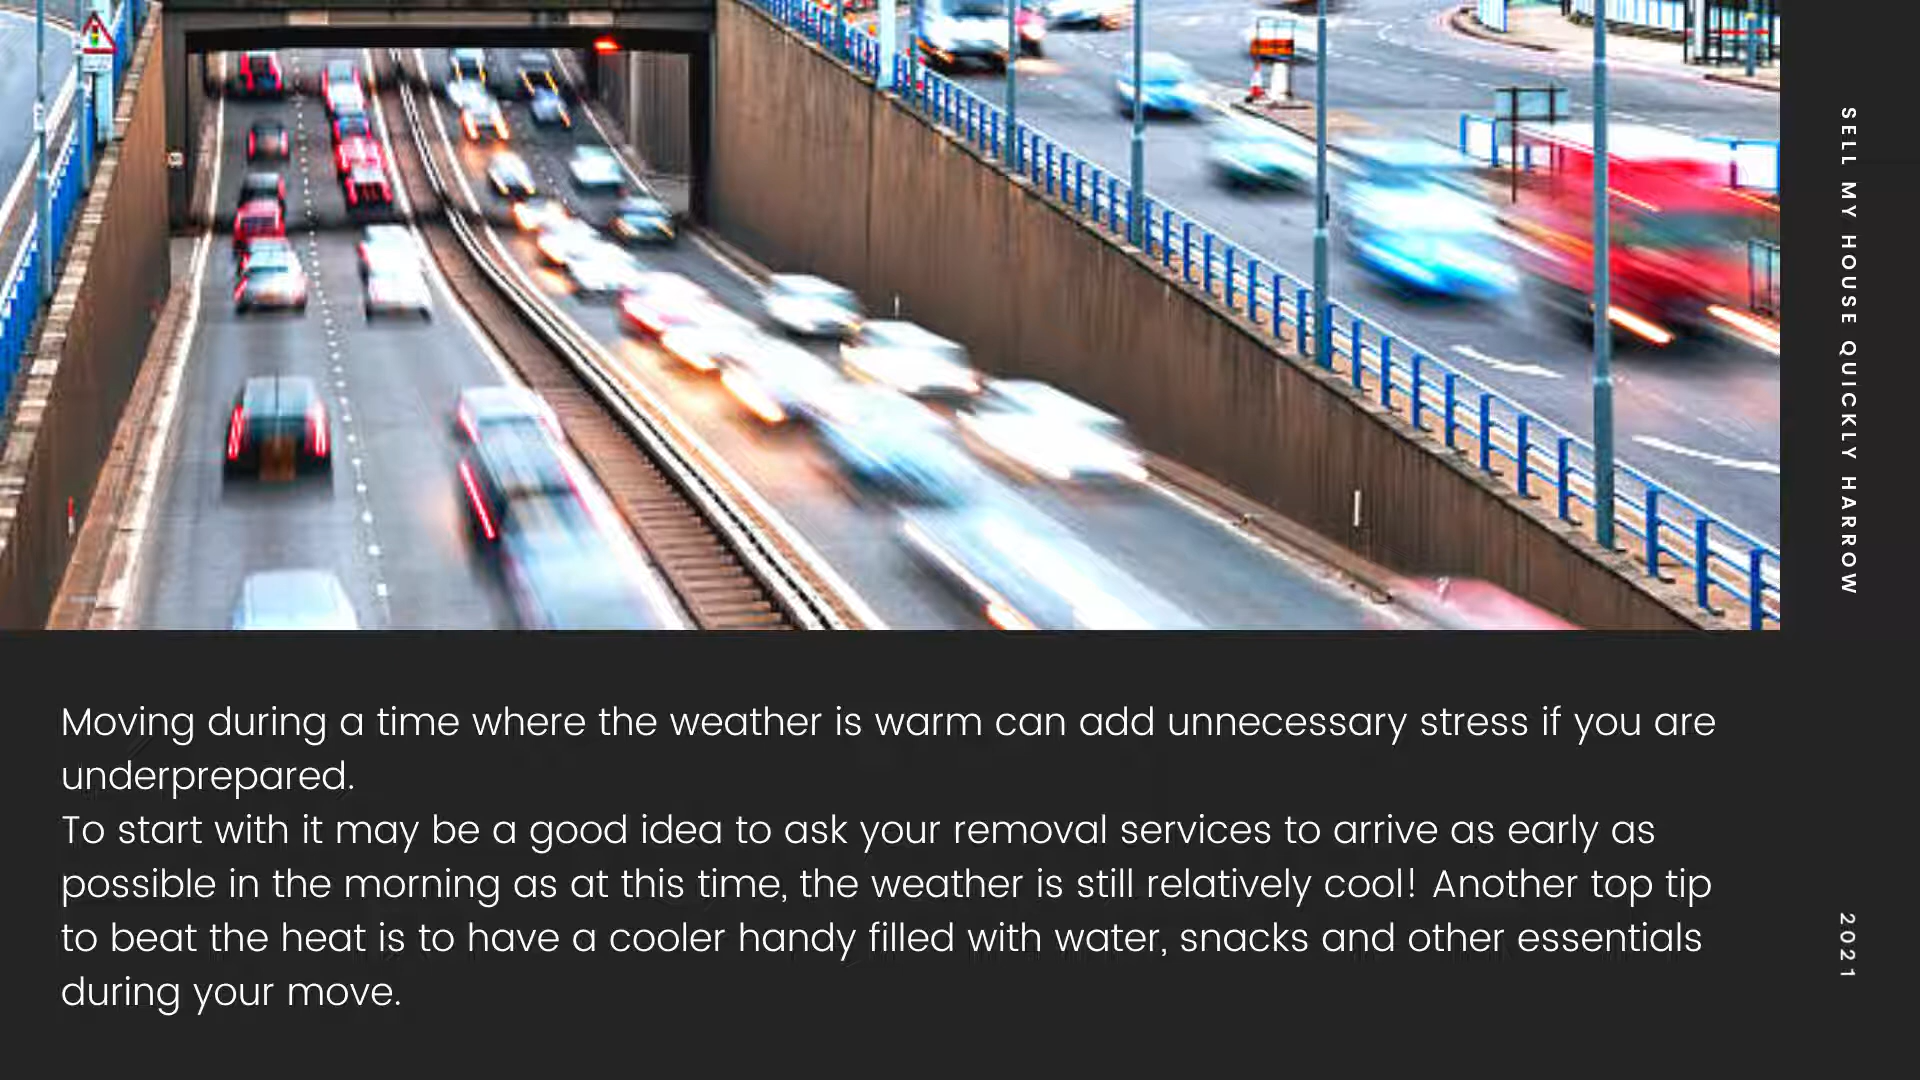 SELL MY HOUSE QUICKLY HARROW
Moving during a time where the weather is warm can add unnecessary stress if you are
underprepared.
To start with it may be a good idea to ask your removal services to arrive as early as
possible in the morning as at this time, the weather is still relatively cool! Another top tip
to beat the heat is to have a cooler handy filled with water, snacks and other essentials
during your move.
2021